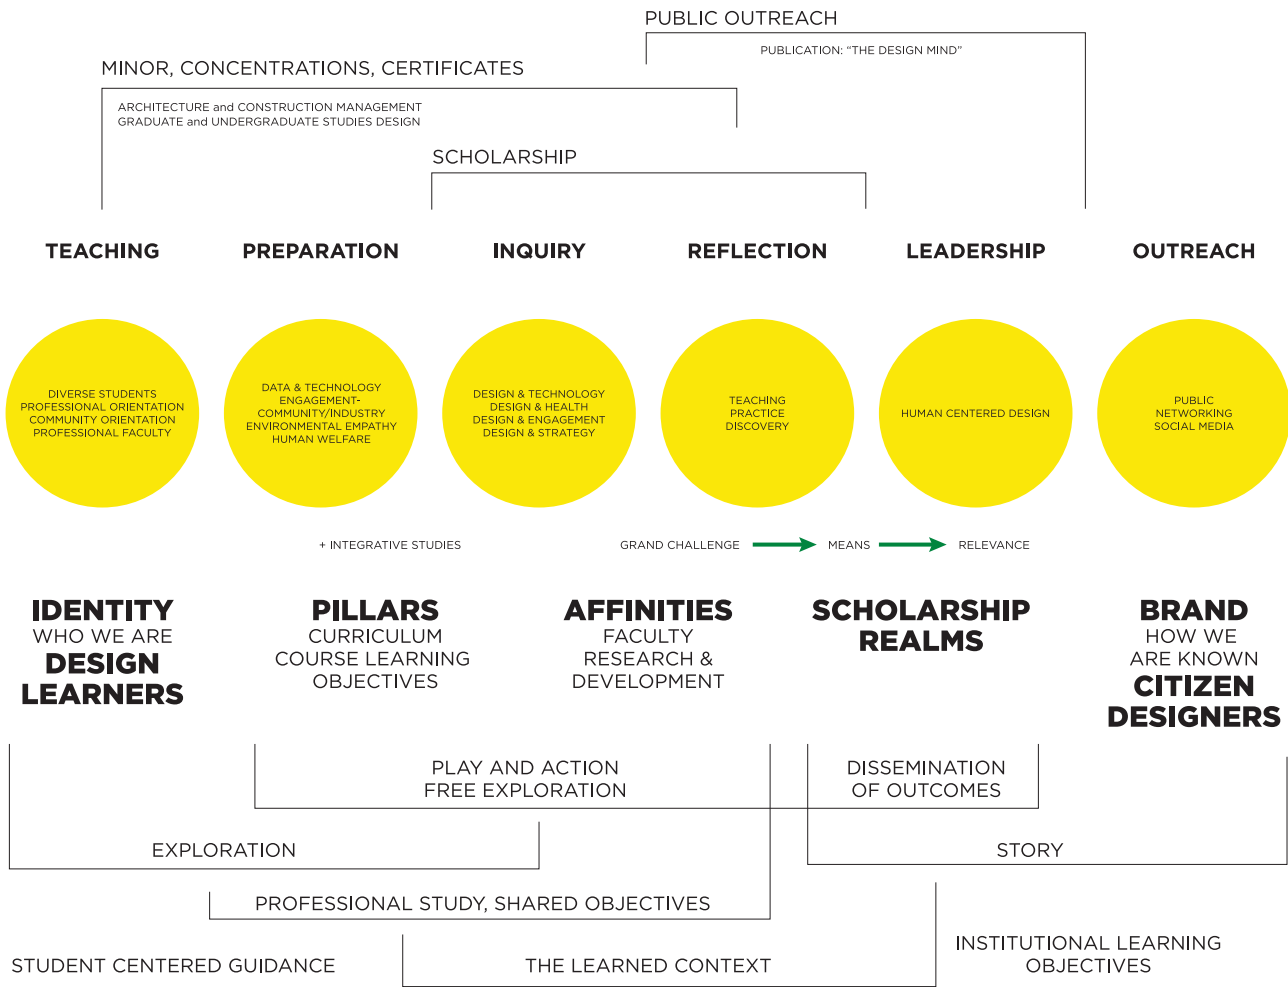 PUBLIC OUTREACH
PUBLICATION: “THE DESIGN MIND”
MINOR, CONCENTRATIONS, CERTIFICATES
ARCHITECTURE and CONSTRUCTION MANAGEMENT
GRADUATE and UNDERGRADUATE STUDIES DESIGN
SCHOLARSHIP
TEACHING
PREPARATION
INQUIRY
REFLECTION
LEADERSHIP
OUTREACH
DIVERSE STUDENTS
PROFESSIONAL ORIENTATION
COMMUNITY ORIENTATION
PROFESSIONAL FACULTY
DATA & TECHNOLOGY
ENGAGEMENT-
COMMUNITY/INDUSTRY
ENVIRONMENTAL EMPATHY
HUMAN WELFARE
DESIGN & TECHNOLOGY
DESIGN & HEALTH
DESIGN & ENGAGEMENT
DESIGN & STRATEGY
TEACHING
PRACTICE
DISCOVERY
HUMAN CENTERED DESIGN
PUBLIC
NETWORKING
SOCIAL MEDIA
+ INTEGRATIVE STUDIES
GRAND CHALLENGE
MEANS
RELEVANCE
IDENTITY
WHO WE ARE
DESIGN
LEARNERS
PILLARS
CURRICULUM
COURSE LEARNING
OBJECTIVES
AFFINITIES
FACULTY
RESEARCH &
DEVELOPMENT
SCHOLARSHIP
REALMS
BRAND
HOW WE
ARE KNOWN
CITIZEN
DESIGNERS
PLAY AND ACTION
FREE EXPLORATION
DISSEMINATION
OF OUTCOMES
EXPLORATION
STORY
PROFESSIONAL STUDY, SHARED OBJECTIVES
STUDENT CENTERED GUIDANCE
THE LEARNED CONTEXT
INSTITUTIONAL LEARNING
OBJECTIVES